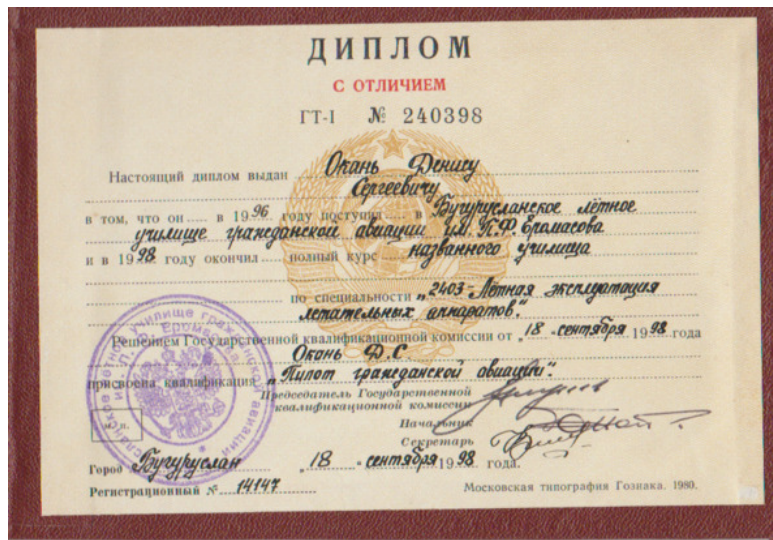 ДИПЛОМ
С ОТЛИЧИЕМ
ГТ-I № 240398
Настоящий диплом выдан Окань Денису
Сергеевичу
в том, что он в 1996 году поступил в Бугурусланское лётное
училище гражданской авиации им. П.Ф. Еромасова
и в 1998 году окончил полный курс названного училища
по специальности „2403-Лётная эксплуатация
летательных аппаратов".
Решением Государственной квалификационной комиссии от „18" сентября 1998 года
Окань Д.С.
присвоена квалификация „Пилот гражданской авиации".
Председатель Государственной
квалификационной комиссии
Начальник
Секретарь
М. п.
Город Бугуруслан „18" сентября 1998 года.
Регистрационный № 14147
Московская типография Гознака. 1980.